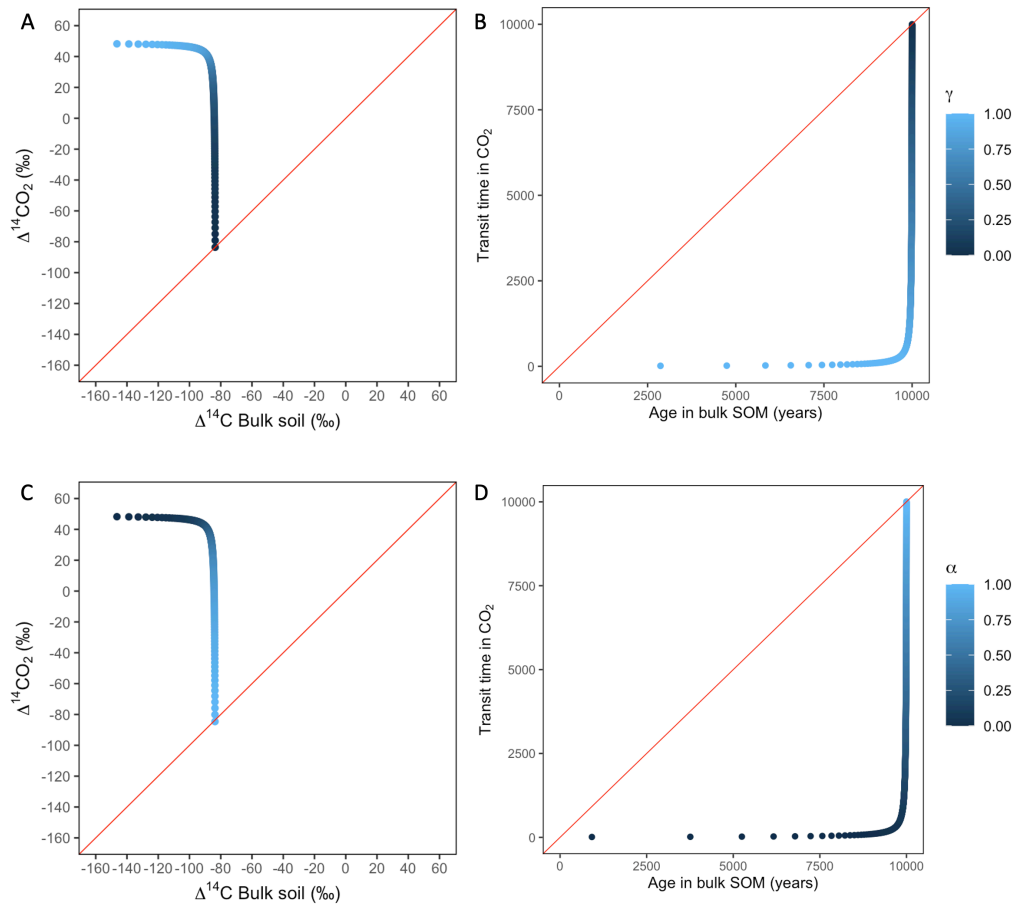 A
60
40
20
0
-20
-40
-60
-80
-100
-120
-140
-160
Δ14CO2 (‰)
-160 -140 -120 -100 -80 -60 -40 -20 0 20 40 60
Δ14C Bulk soil (‰)
B
10000
7500
5000
2500
0
Transit time in CO2
0 2500 5000 7500 10000
Age in bulk SOM (years)
γ
1.00
0.75
0.50
0.25
0.00
C
60
40
20
0
-20
-40
-60
-80
-100
-120
-140
-160
Δ14CO2 (‰)
-160 -140 -120 -100 -80 -60 -40 -20 0 20 40 60
Δ14C Bulk soil (‰)
D
10000
7500
5000
2500
0
Transit time in CO2
0 2500 5000 7500 10000
Age in bulk SOM (years)
α
1.00
0.75
0.50
0.25
0.00